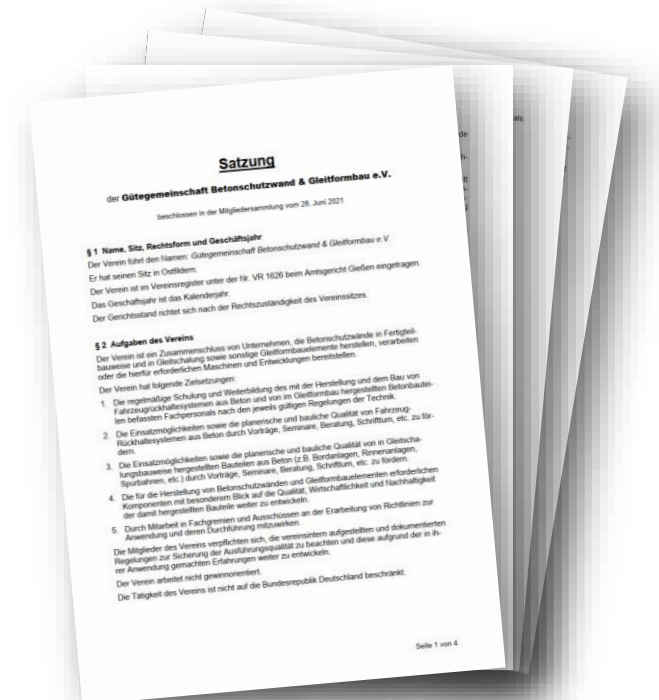 Satzung
der Gütegemeinschaft Betonschutzwand & Gleitformbau e.V.
beschlossen in der Mitgliedersammlung vom 28. Juni 2021
§ 1 Name, Sitz, Rechtsform und Geschäftsjahr
Der Verein führt den Namen: Gütegemeinschaft Betonschutzwand & Gleitformbau e.V.
Er hat seinen Sitz in Ostfildern.
Der Verein ist im Vereinsregister unter der Nr. VR 1626 beim Amtsgericht Gießen eingetragen.
Das Geschäftsjahr ist das Kalenderjahr.
Der Gerichtsstand richtet sich nach der Rechtszuständigkeit des Vereinssitzes.
§ 2 Aufgaben des Vereins
Der Verein ist ein Zusammenschluss von Unternehmen, die Betonschutzwände in Fertigteil-
bauweise und in Gleitschalung sowie sonstige Gleitformbauelemente herstellen, verarbeiten
oder die hierfür erforderlichen Maschinen und Entwicklungen bereitstellen.
Der Verein hat folgende Zielsetzungen:
1. Die regelmäßige Schulung und Weiterbildung des mit der Herstellung und dem Bau von
Fahrzeugrückhaltesystemen aus Beton und von im Gleitformbau hergestellten Betonbautei-
len befassten Fachpersonals nach den jeweils gültigen Regelungen der Technik.
2. Die Einsatzmöglichkeiten sowie die planerische und bauliche Qualität von Fahrzeug-
Rückhaltesystemen aus Beton durch Vorträge, Seminare, Beratung, Schrifttum, etc. zu för-
dern.
3. Die Einsatzmöglichkeiten sowie die planerische und bauliche Qualität von in Gleitscha-
lungsbauweise hergestellten Bauteilen aus Beton (z.B. Bordanlagen, Rinnenanlagen,
Spurbahnen, etc.) durch Vorträge, Seminare, Beratung, Schrifttum, etc. zu fördern.
4. Die für die Herstellung von Betonschutzwänden und Gleitformbauelementen erforderlichen
Komponenten mit besonderem Blick auf die Qualität, Wirtschaftlichkeit und Nachhaltigkeit
der damit hergestellten Bauteile weiter zu entwickeln.
5. Durch Mitarbeit in Fachgremien und Ausschüssen an der Erarbeitung von Richtlinien zur
Anwendung und deren Durchführung mitzuwirken.
Die Mitglieder des Vereins verpflichten sich, die vereinsintern aufgestellten und dokumentierten
Regelungen zur Sicherung der Ausführungsqualität zu beachten und diese aufgrund der in ih-
rer Anwendung gemachten Erfahrungen weiter zu entwickeln.
Der Verein arbeitet nicht gewinnorientiert.
Die Tätigkeit des Vereins ist nicht auf die Bundesrepublik Deutschland beschränkt.
Seite 1 von 4
als
de